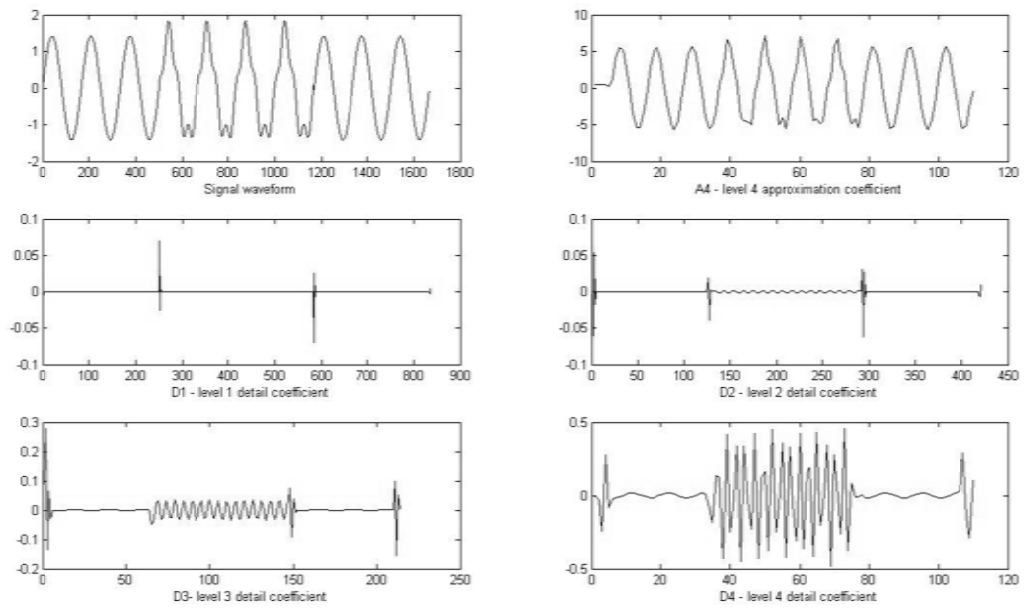 2
1
0
-1
-2
0 200 400 600 800 1000 1200 1400 1600 1800
Signal waveform
10
5
0
-5
-10
0 20 40 60 80 100 120
A4 - level 4 approximation coefficient
0.1
0.05
0
-0.05
-0.1
0 100 200 300 400 500 600 700 800 900
D1 - level 1 detail coefficient
0.1
0.05
0
-0.05
-0.1
0 50 100 150 200 250 300 350 400 450
D2 - level 2 detail coefficient
0.3
0.2
0.1
0
-0.1
-0.2
0 50 100 150 200 250
D3- level 3 detail coefficient
0.5
0
-0.5
0 20 40 60 80 100 120
D4 - level 4 detail coefficient